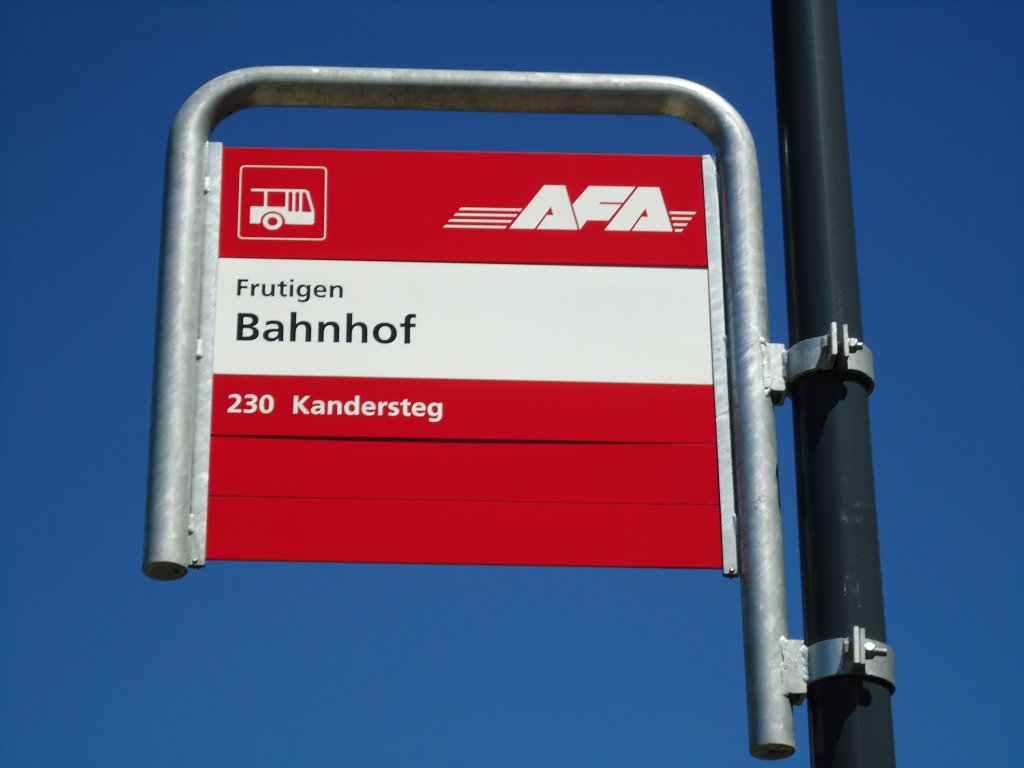 AFA
Frutigen
Bahnhof
230 Kandersteg